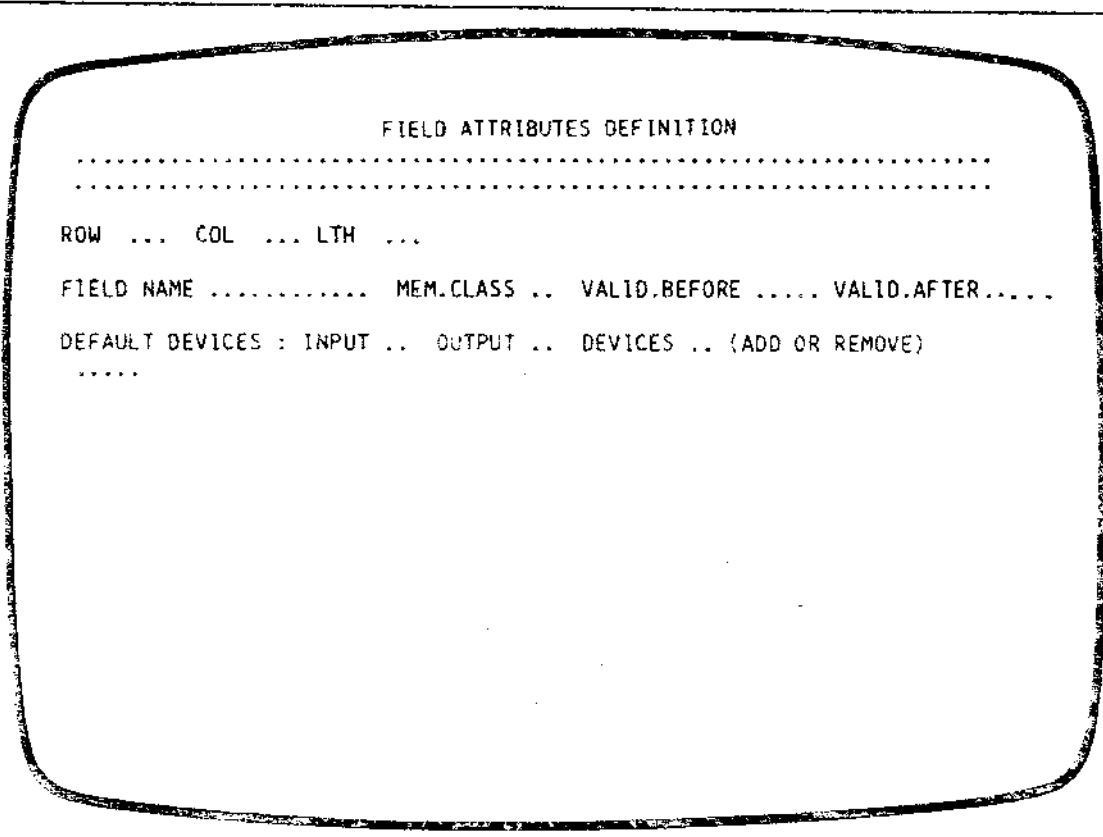 FIELD ATTRIBUTES DEFINITION
....................................................................
....................................................................
ROW ... COL ... LTH ...
FIELD NAME ............ MEM.CLASS .. VALID.BEFORE ..... VALID.AFTER.....
DEFAULT DEVICES : INPUT .. OUTPUT .. DEVICES .. (ADD OR REMOVE)
.....